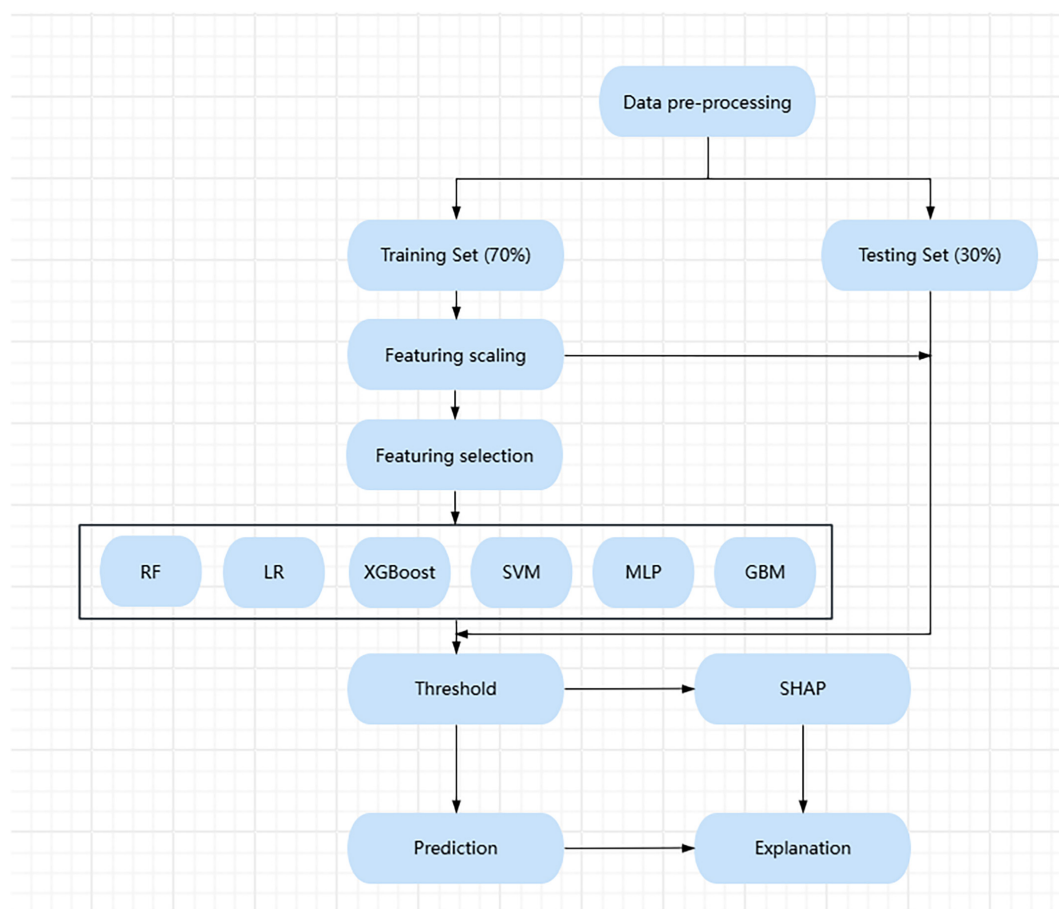 Data pre-processing
Training Set (70%)
Testing Set (30%)
Featuring scaling
Featuring selection
RF
LR
XGBoost
SVM
MLP
GBM
Threshold
SHAP
Prediction
Explanation